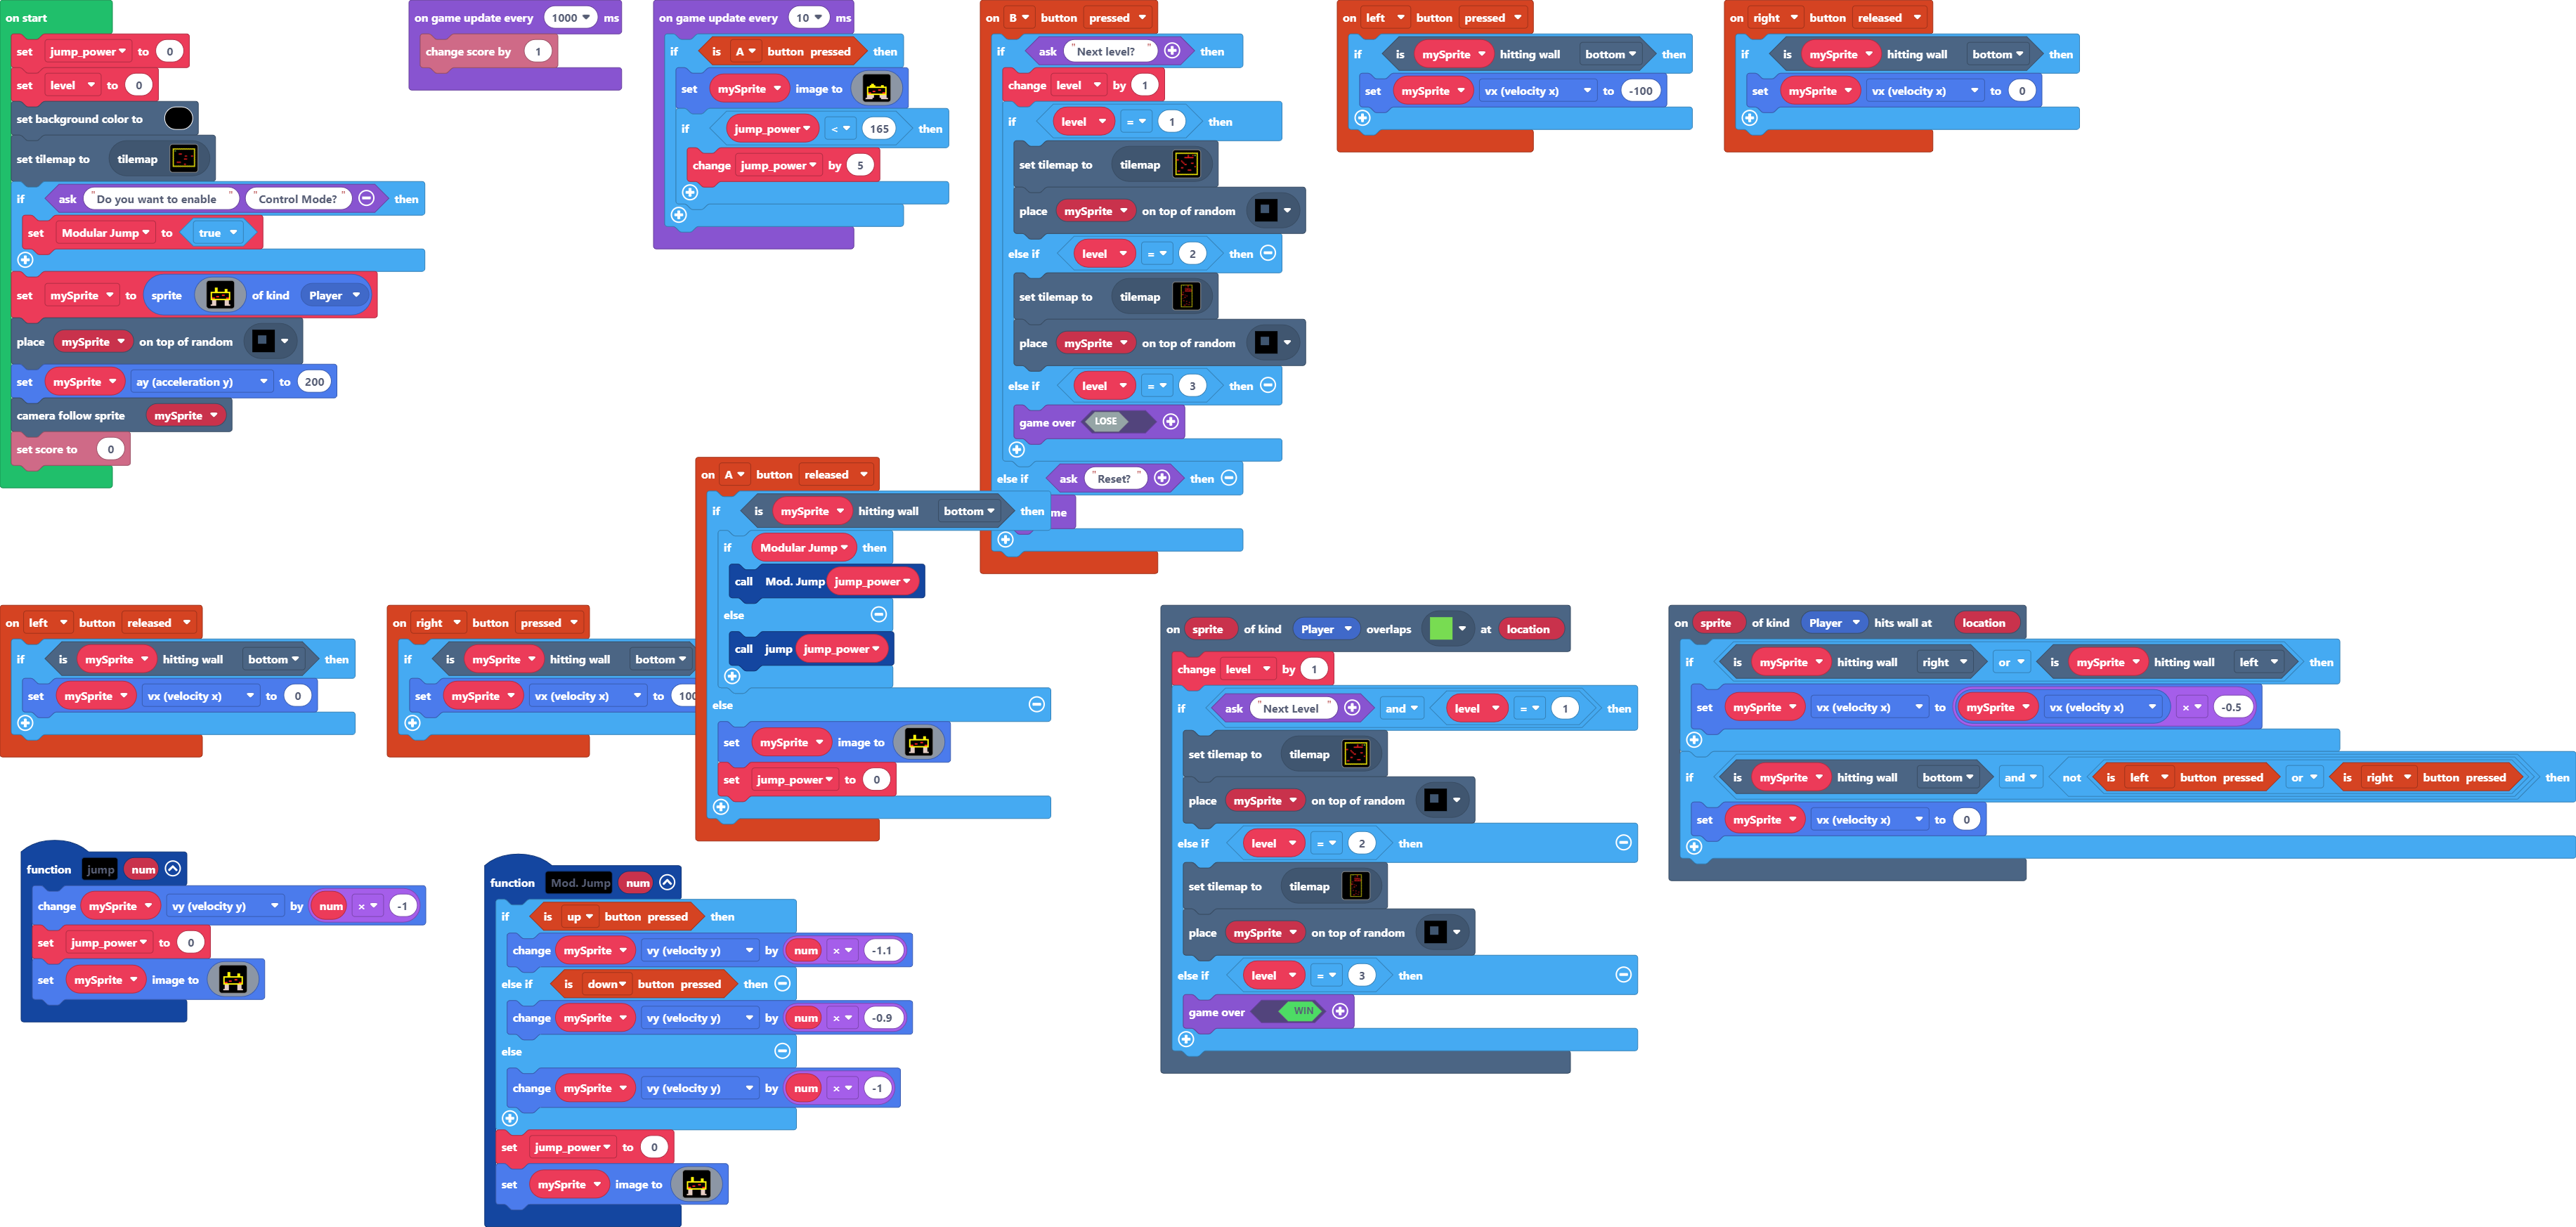 on start
set jump_power to 0
set level to 0
set background color to
set tilemap to tilemap
if ask "Do you want to enable" "Control Mode?" then
set Modular Jump to true
set mySprite to sprite of kind Player
place mySprite on top of random
set mySprite ay (acceleration y) to 200
camera follow sprite mySprite
set score to 0
on game update every 1000 ms
change score by 1
on game update every 10 ms
if is A button pressed then
set mySprite image to
if jump_power < 165 then
change jump_power by 5
on B button pressed
if ask "Next level?" then
change level by 1
if level = 1 then
set tilemap to tilemap
place mySprite on top of random
else if level = 2 then
set tilemap to tilemap
place mySprite on top of random
else if level = 3 then
game over LOSE
else if ask "Reset?" then
me
on left button pressed
if is mySprite hitting wall bottom then
set mySprite vx (velocity x) to -100
on right button released
if is mySprite hitting wall bottom then
set mySprite vx (velocity x) to 0
on A button released
if is mySprite hitting wall bottom then
if Modular Jump then
call Mod. Jump jump_power
else
call jump jump_power
else
set mySprite image to
set jump_power to 0
on left button released
if is mySprite hitting wall bottom then
set mySprite vx (velocity x) to 0
on right button pressed
if is mySprite hitting wall bottom
set mySprite vx (velocity x) to 100
on sprite of kind Player overlaps at location
change level by 1
if ask "Next Level" and level = 1 then
set tilemap to tilemap
place mySprite on top of random
else if level = 2 then
set tilemap to tilemap
place mySprite on top of random
else if level = 3 then
game over WIN
on sprite of kind Player hits wall at location
if is mySprite hitting wall right or is mySprite hitting wall left then
set mySprite vx (velocity x) to mySprite vx (velocity x) × -0.5
if is mySprite hitting wall bottom and not is left button pressed or is right button pressed then
set mySprite vx (velocity x) to 0
function jump num
change mySprite vy (velocity y) by num × -1
set jump_power to 0
set mySprite image to
function Mod. Jump num
if is up button pressed then
change mySprite vy (velocity y) by num × -1.1
else if is down button pressed then
change mySprite vy (velocity y) by num × -0.9
else
change mySprite vy (velocity y) by num × -1
set jump_power to 0
set mySprite image to